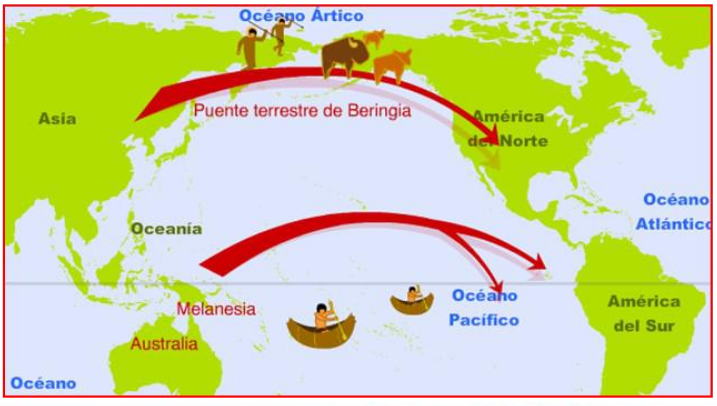 Océano Ártico
Puente terrestre de Beringia
Asia
América
del Norte
Océano
Atlántico
Oceanía
Melanesia
Océano
Pacífico
América
del Sur
Australia
Océano